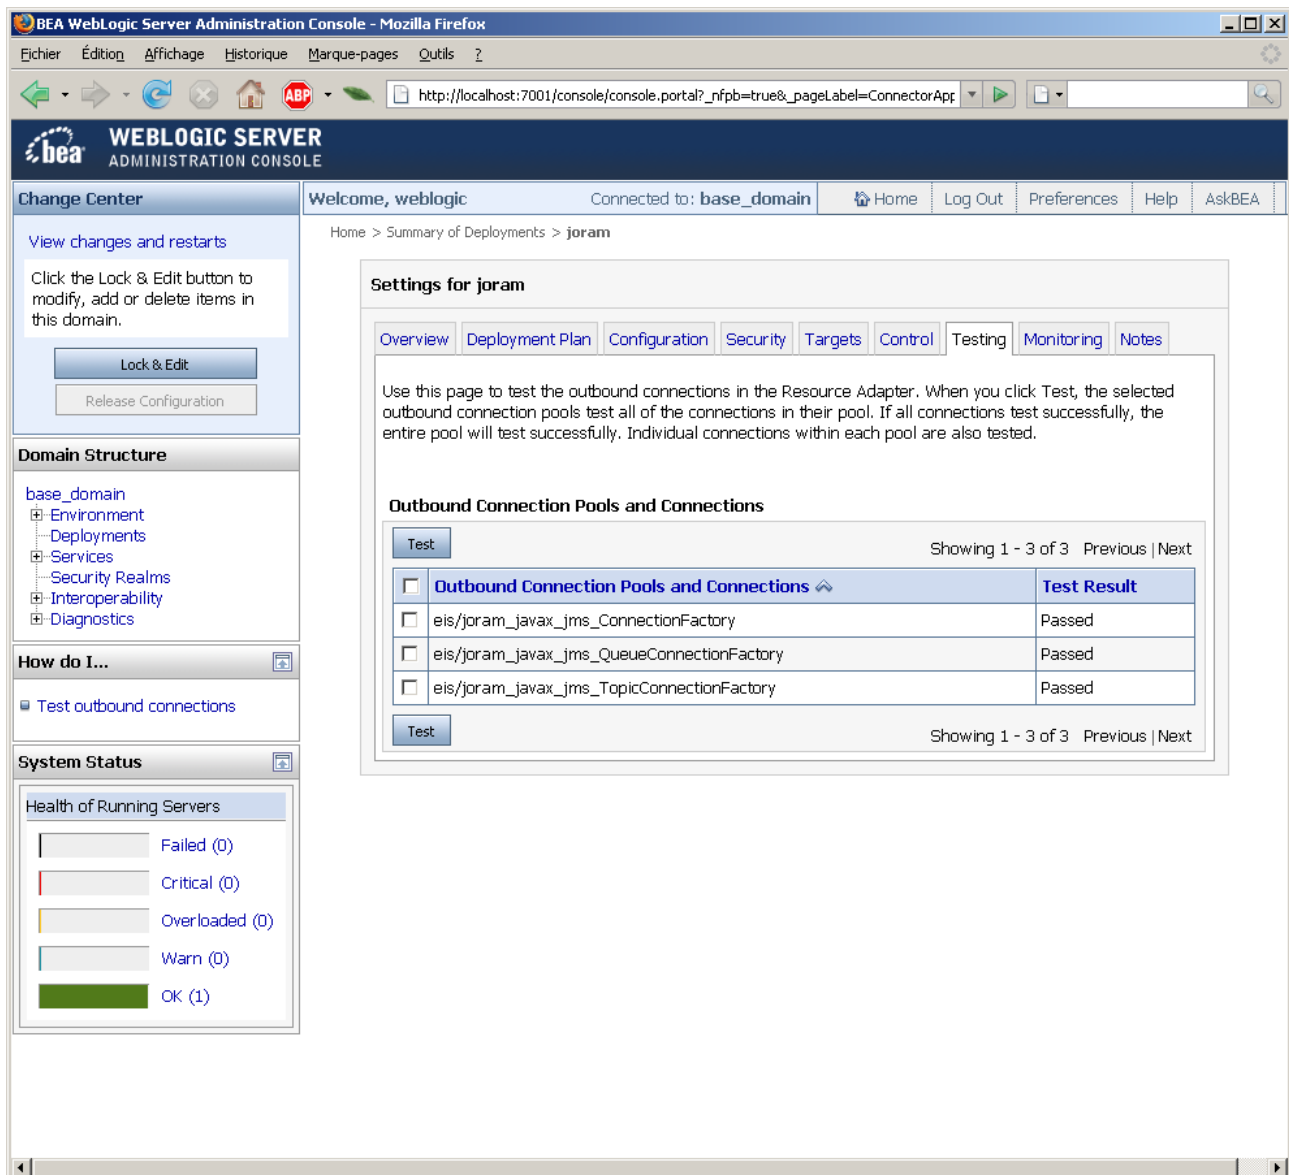 BEA WebLogic Server Administration Console - Mozilla Firefox
Fichier Édition Affichage Historique Marque-pages Outils ?
ABP http://localhost:7001/console/console.portal?_nfpb=true&_pageLabel=ConnectorApp
bea WEBLOGIC SERVER
ADMINISTRATION CONSOLE
Change Center
Welcome, weblogic Connected to: base_domain Home Log Out Preferences Help AskBEA
Home > Summary of Deployments > joram
View changes and restarts
Click the Lock & Edit button to
modify, add or delete items in
this domain.
Lock & Edit
Release Configuration
Domain Structure
base_domain
Environment
Deployments
Services
Security Realms
Interoperability
Diagnostics
How do I...
Test outbound connections
System Status
Health of Running Servers
Failed (0)
Critical (0)
Overloaded (0)
Warn (0)
OK (1)
Settings for joram
Overview Deployment Plan Configuration Security Targets Control Testing Monitoring Notes
Use this page to test the outbound connections in the Resource Adapter. When you click Test, the selected
outbound connection pools test all of the connections in their pool. If all connections test successfully, the
entire pool will test successfully. Individual connections within each pool are also tested.
Outbound Connection Pools and Connections
Test Showing 1 - 3 of 3 Previous | Next
Outbound Connection Pools and Connections Test Result
eis/joram_javax_jms_ConnectionFactory Passed
eis/joram_javax_jms_QueueConnectionFactory Passed
eis/joram_javax_jms_TopicConnectionFactory Passed
Test Showing 1 - 3 of 3 Previous | Next